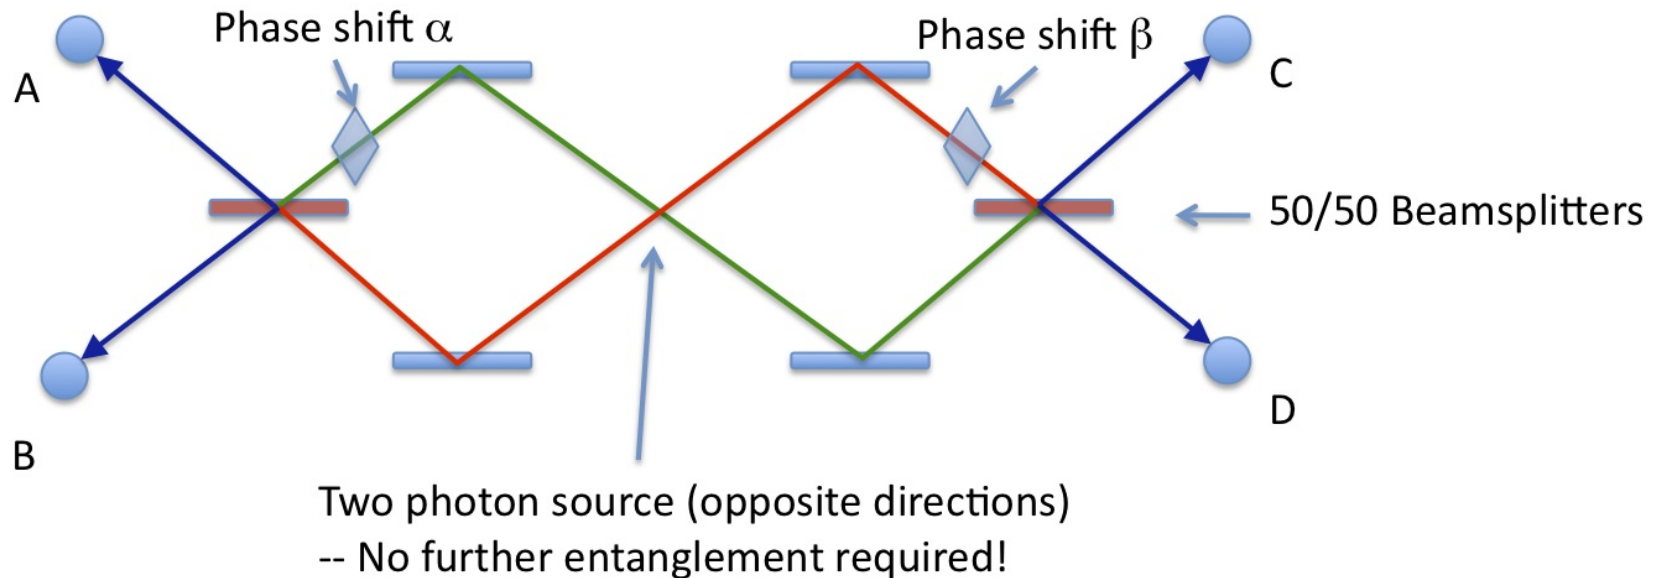 Phase shift α
Phase shift β
A
C
50/50 Beamsplitters
B
D
Two photon source (opposite directions)
-- No further entanglement required!